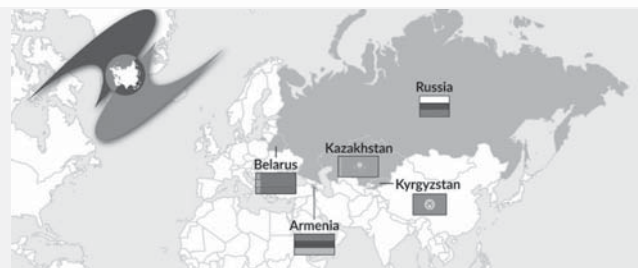 Russia
Kazakhstan
Belarus
Kyrgyzstan
Armenia